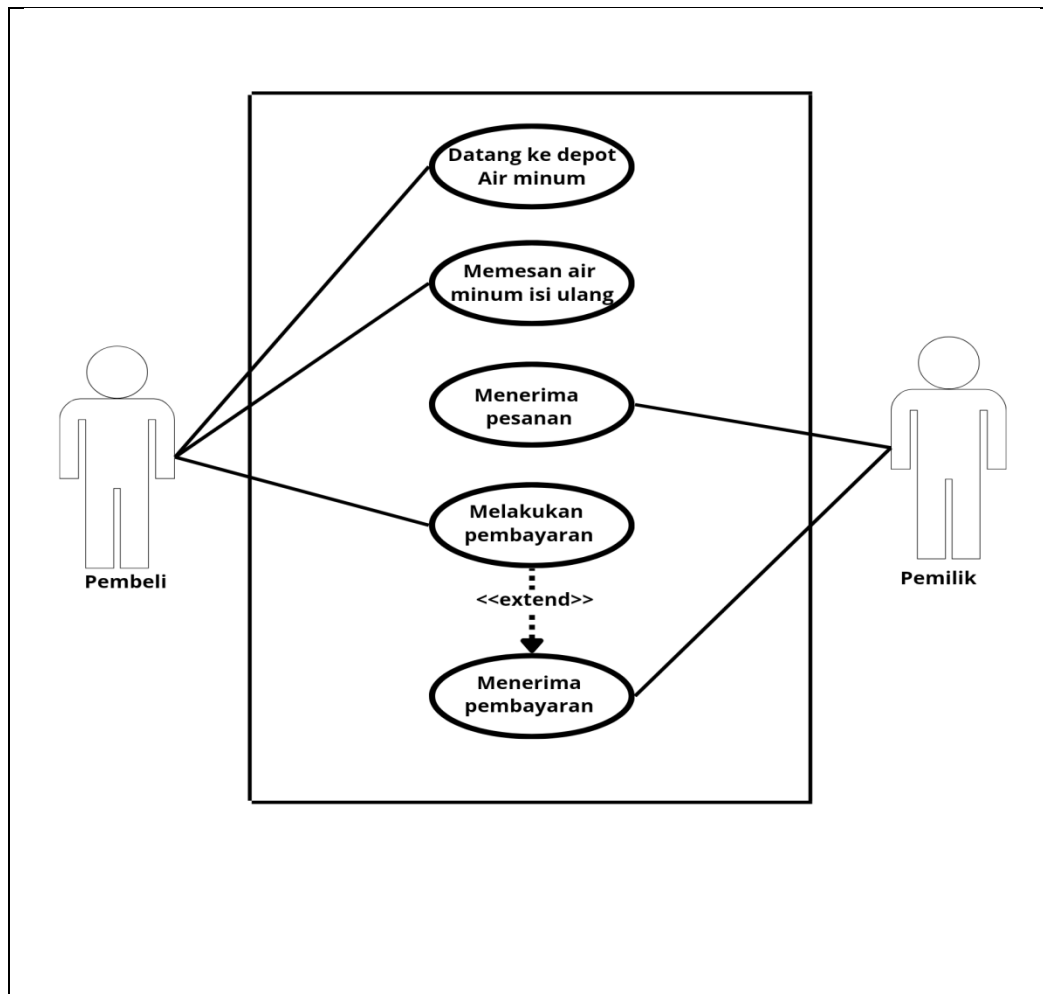 Datang ke depot
Air minum
Memesan air
minum isi ulang
Menerima
pesanan
Melakukan
pembayaran
<<extend>>
Menerima
pembayaran
Pembeli
Pemilik